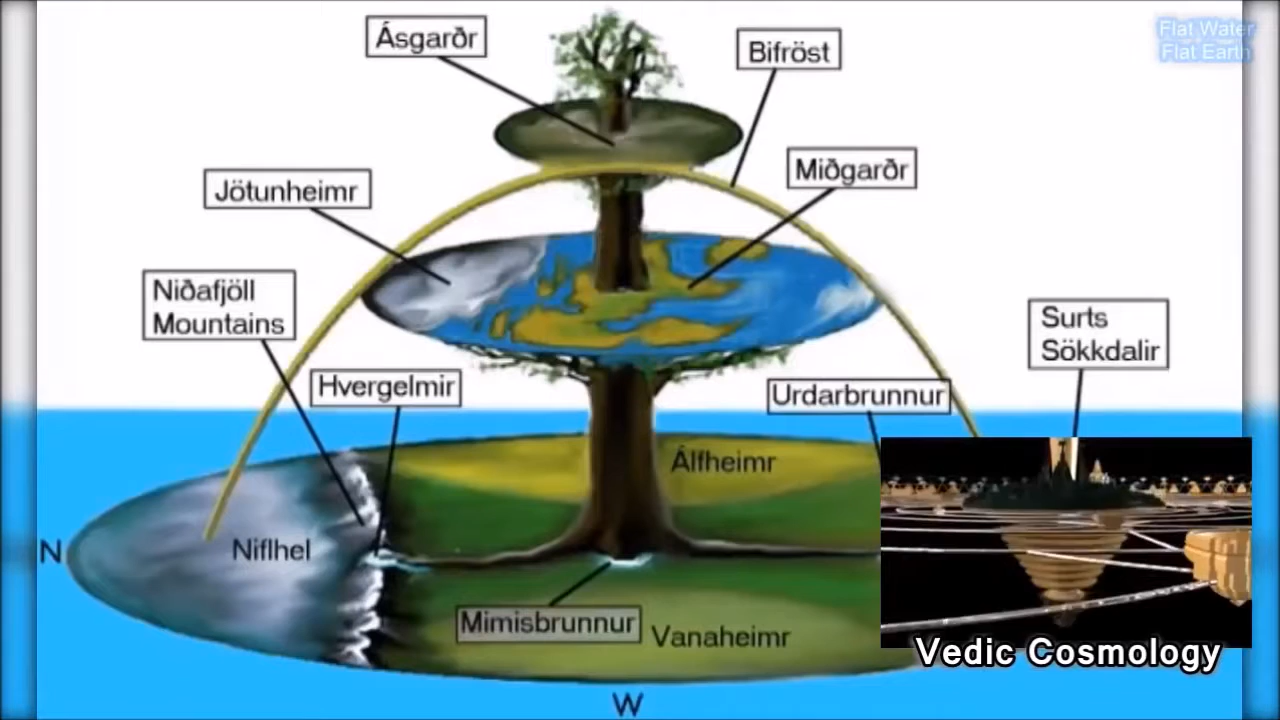 Flat Water
Flat Earth
Ásgarðr
Bifröst
Miðgarðr
Jötunheimr
Niðafjöll
Mountains
Surts
Sökkdalir
Hvergelmir
Urdarbrunnur
Álfheimr
N
Niflhel
Mimisbrunnur
Vanaheimr
Vedic Cosmology
W